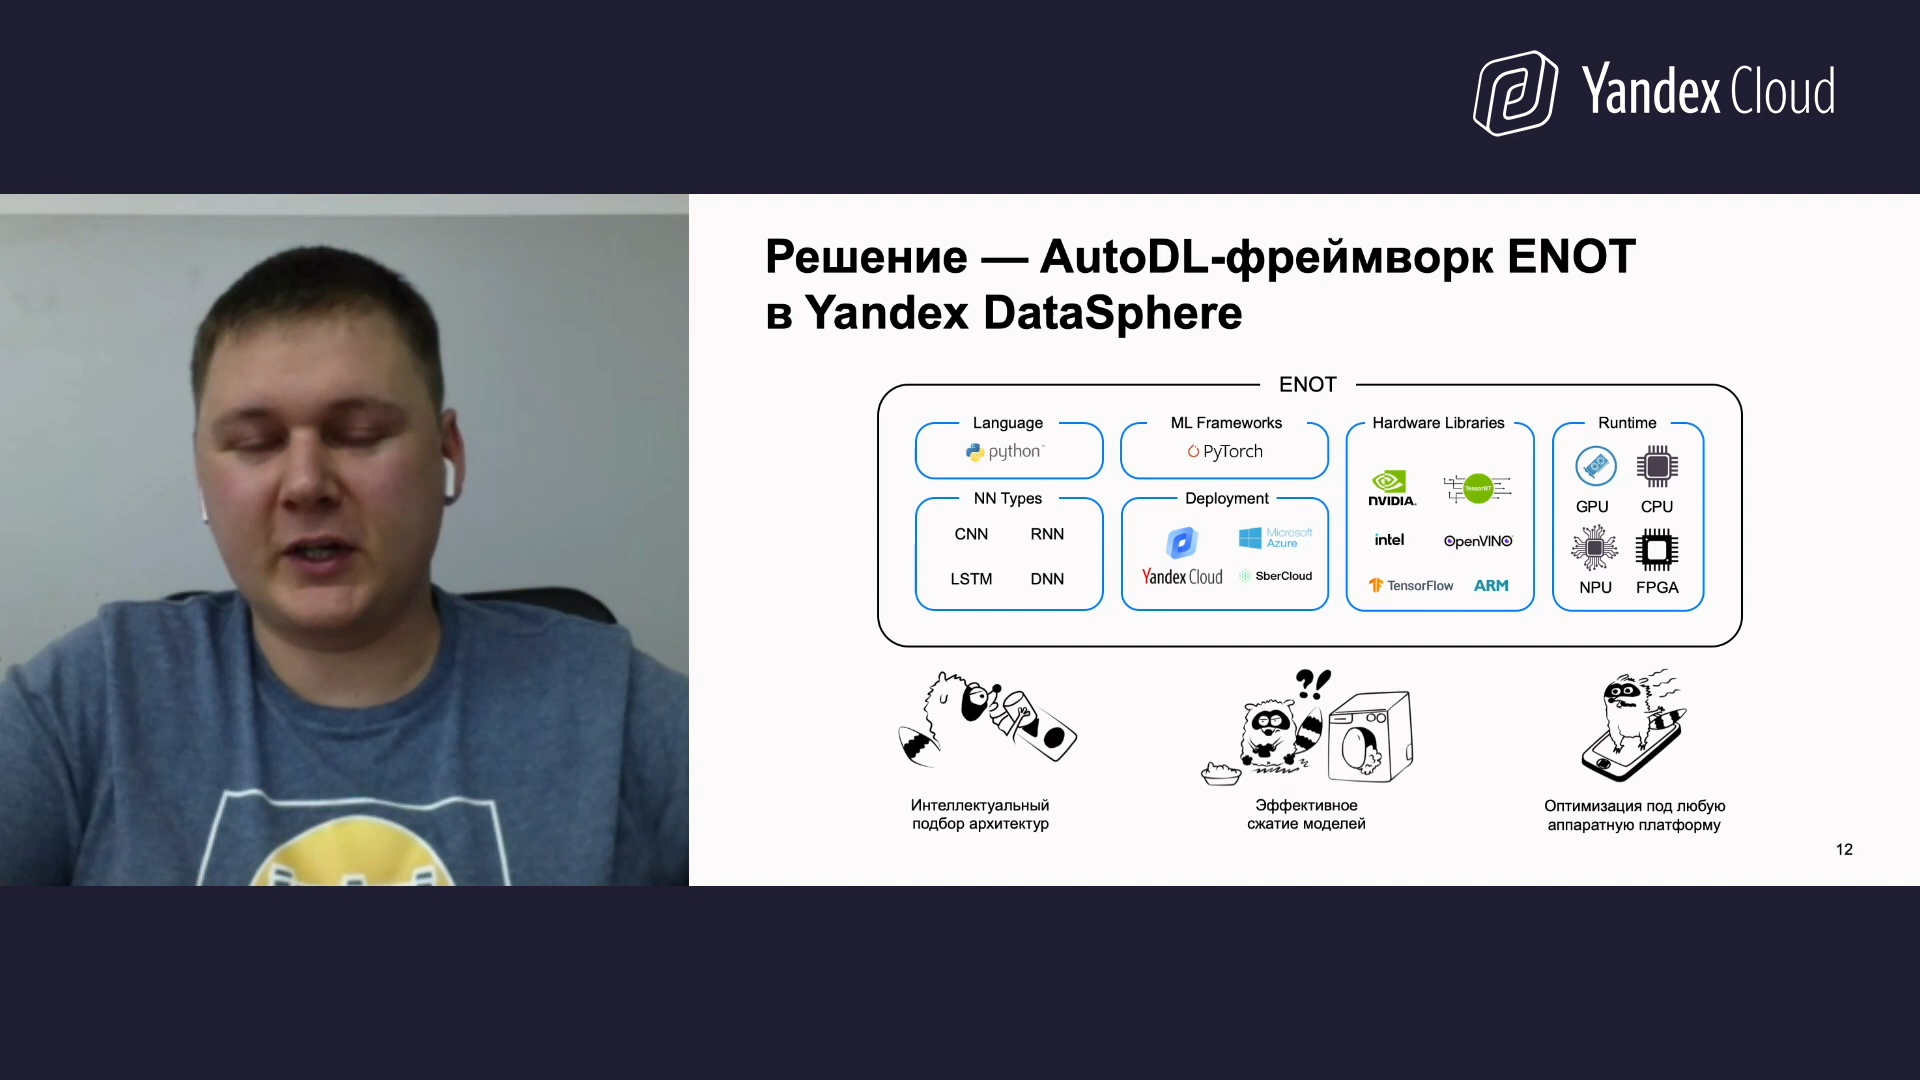 Yandex Cloud
Решение — AutoDL-фреймворк ENOT
в Yandex DataSphere
ENOT
Language
python
ML Frameworks
PyTorch
NN Types
CNN RNN
LSTM DNN
Deployment
Microsoft
Azure
Yandex Cloud SberCloud
Hardware Libraries
NVIDIA. TensorRT
intel OpenVINO
TensorFlow ARM
Runtime
GPU CPU
NPU FPGA
?!
Интеллектуальный
подбор архитектур
Эффективное
сжатие моделей
Оптимизация под любую
аппаратную платформу
12